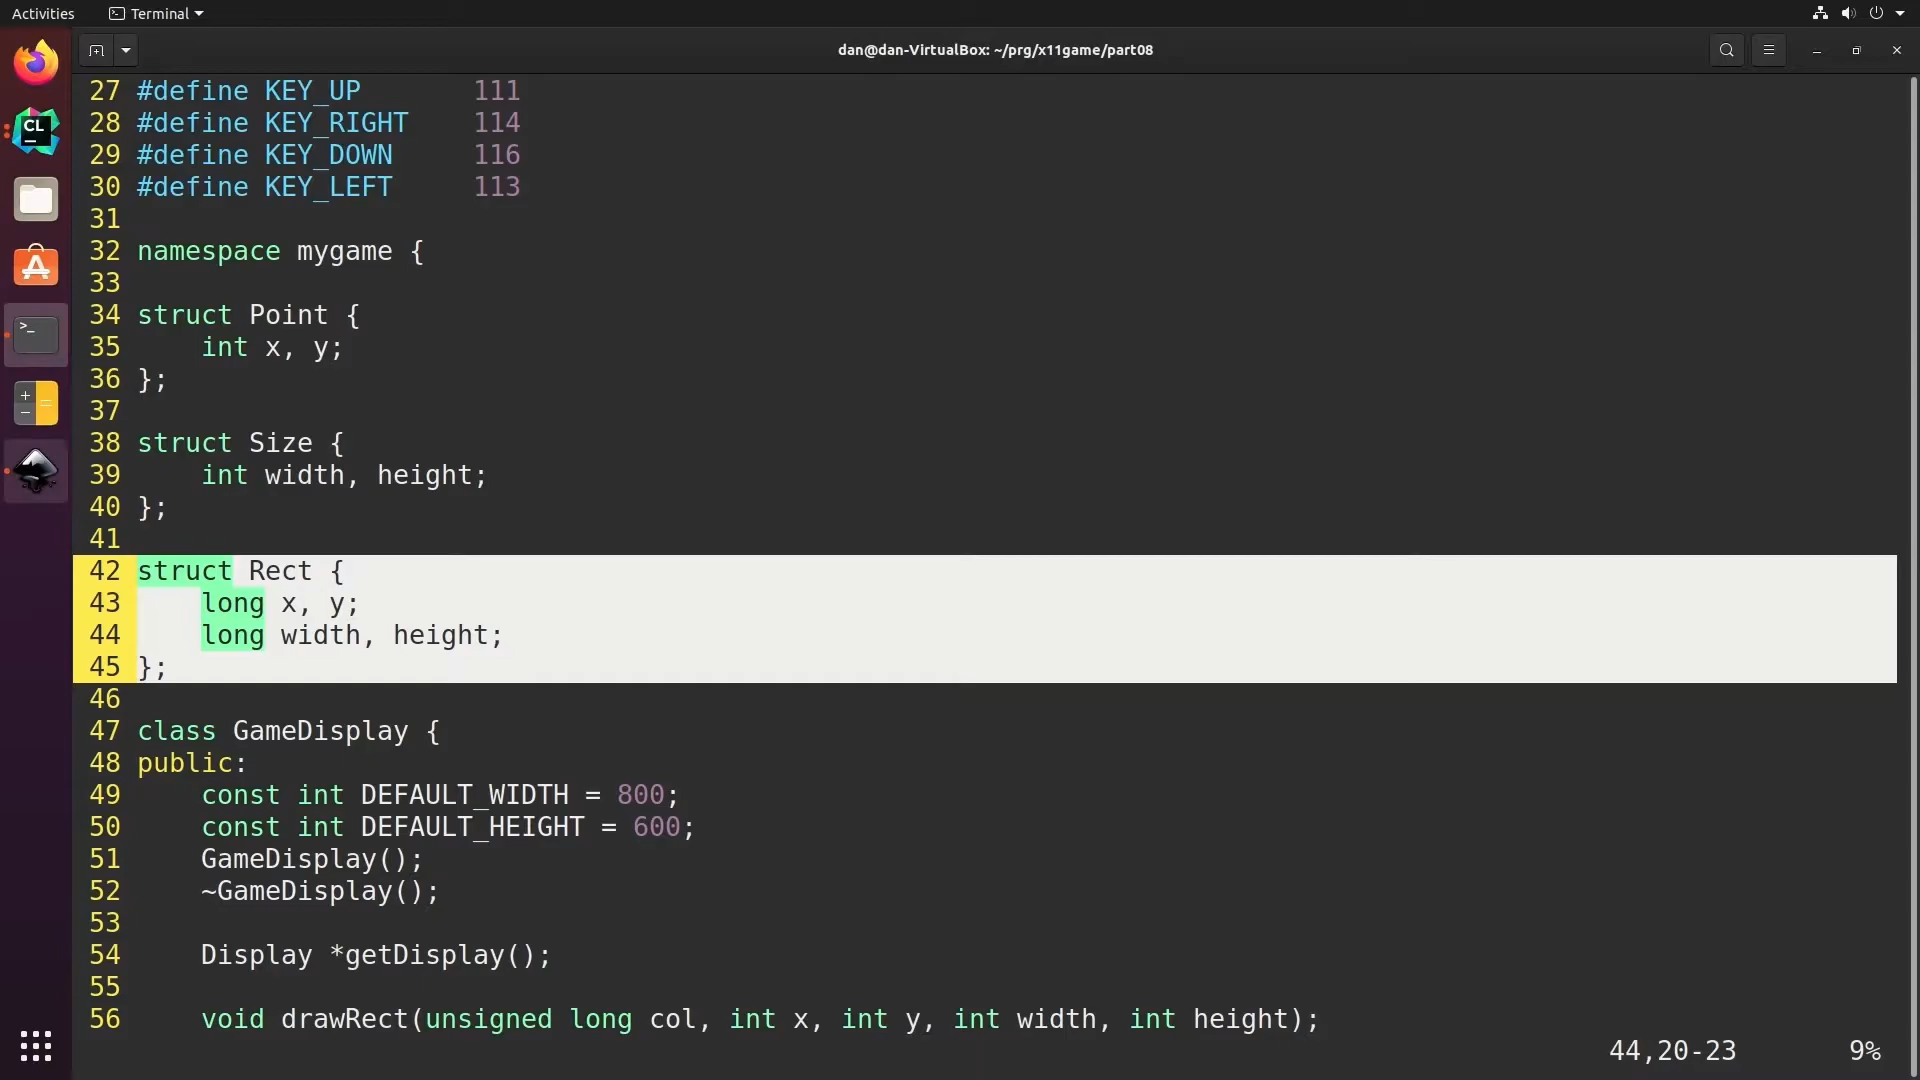 Activities Terminal
dan@dan-VirtualBox: ~/prg/x11game/part08
CL
27 #define KEY_UP 111
28 #define KEY_RIGHT 114
29 #define KEY_DOWN 116
30 #define KEY_LEFT 113
31
32 namespace mygame {
33
34 struct Point {
35 int x, y;
36 };
37
38 struct Size {
39 int width, height;
40 };
41
42 struct Rect {
43 long x, y;
44 long width, height;
45 };
46
47 class GameDisplay {
48 public:
49 const int DEFAULT_WIDTH = 800;
50 const int DEFAULT_HEIGHT = 600;
51 GameDisplay();
52 ~GameDisplay();
53
54 Display *getDisplay();
55
56 void drawRect(unsigned long col, int x, int y, int width, int height);
44,20-23 9%